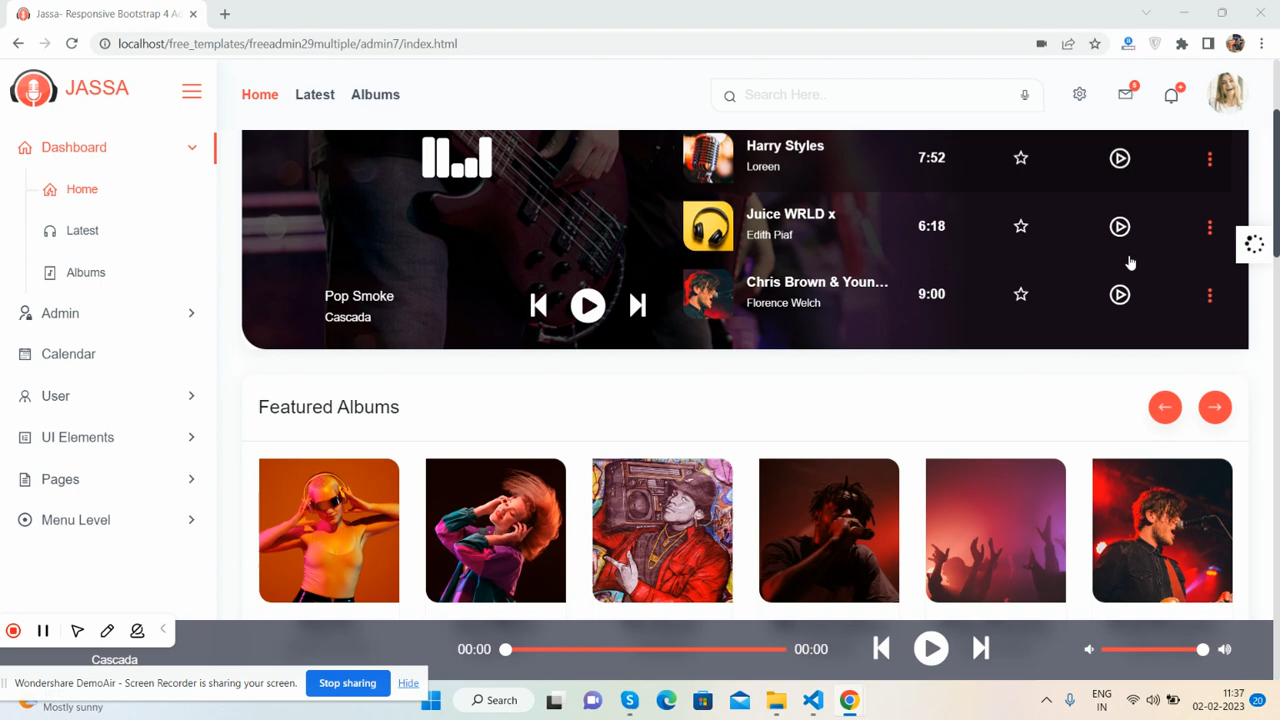 Jassa- Responsive Bootstrap 4 Ad
localhost/free_templates/freeadmin29multiple/admin7/index.html
JASSA
Home Latest Albums
Search Here..
Dashboard
Home
Latest
Albums
Admin
Calendar
User
UI Elements
Pages
Menu Level
Harry Styles
Loreen
7:52
Juice WRLD x
Edith Piaf
6:18
Chris Brown & Youn...
Florence Welch
9:00
Pop Smoke
Cascada
Featured Albums
Cascada
00:00 00:00
Wondershare DemoAir - Screen Recorder is sharing your screen. Stop sharing Hide
Mostly sunny
Search
ENG
IN
11:37
02-02-2023
20